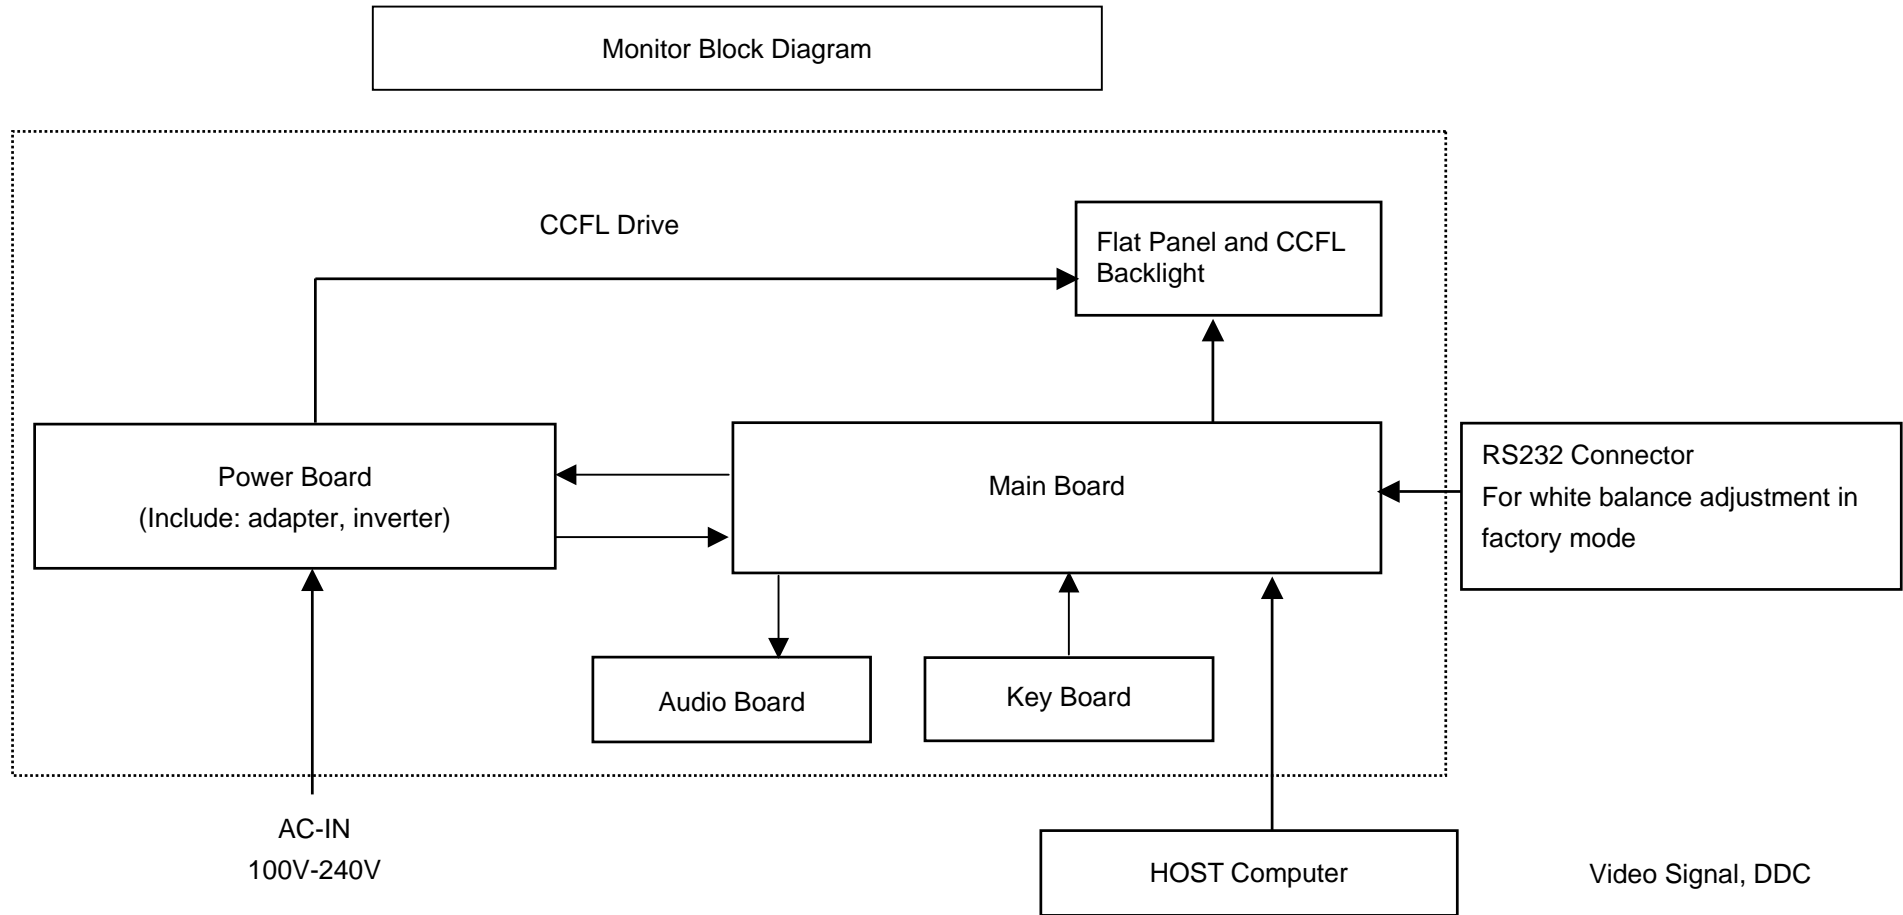 Monitor Block Diagram
CCFL Drive
Flat Panel and CCFL
Backlight
Power Board
(Include: adapter, inverter)
Main Board
RS232 Connector
For white balance adjustment in
factory mode
Audio Board
Key Board
AC-IN
100V-240V
HOST Computer
Video Signal, DDC